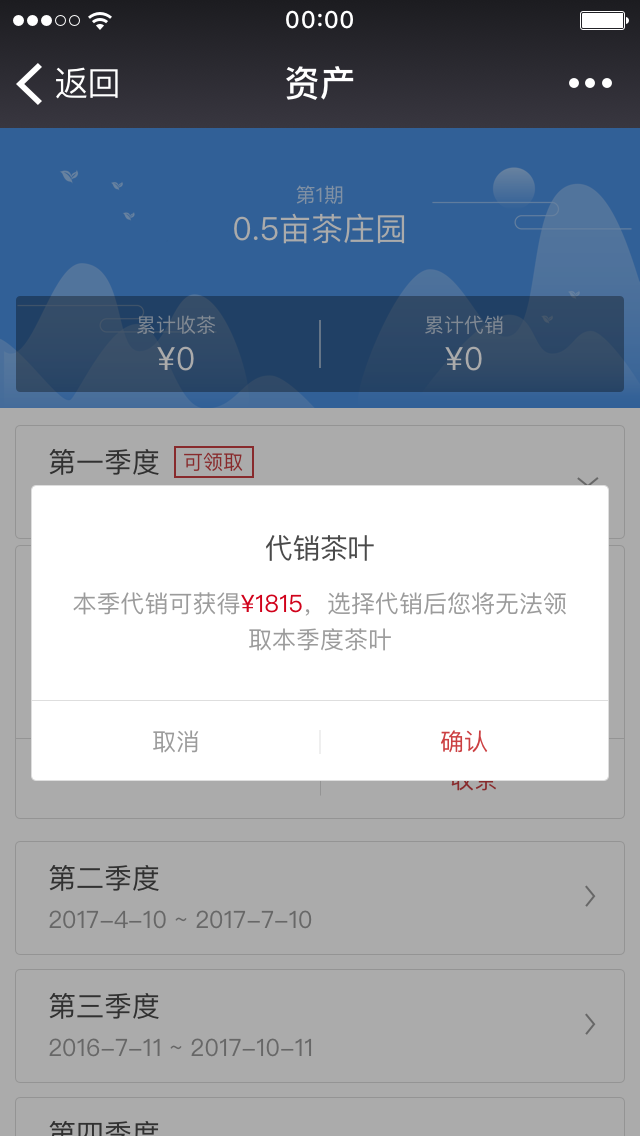 00:00
返回
资产
第1期
0.5亩茶庄园
累计收茶
累计代销
¥0
¥0
第一季度
可领取
代销茶叶
本季代销可获得¥1815，选择代销后您将无法领
取本季度茶叶
取消
确认
收茶
第二季度
2017-4-10 ~ 2017-7-10
第三季度
2016-7-11 ~ 2017-10-11
第四季度